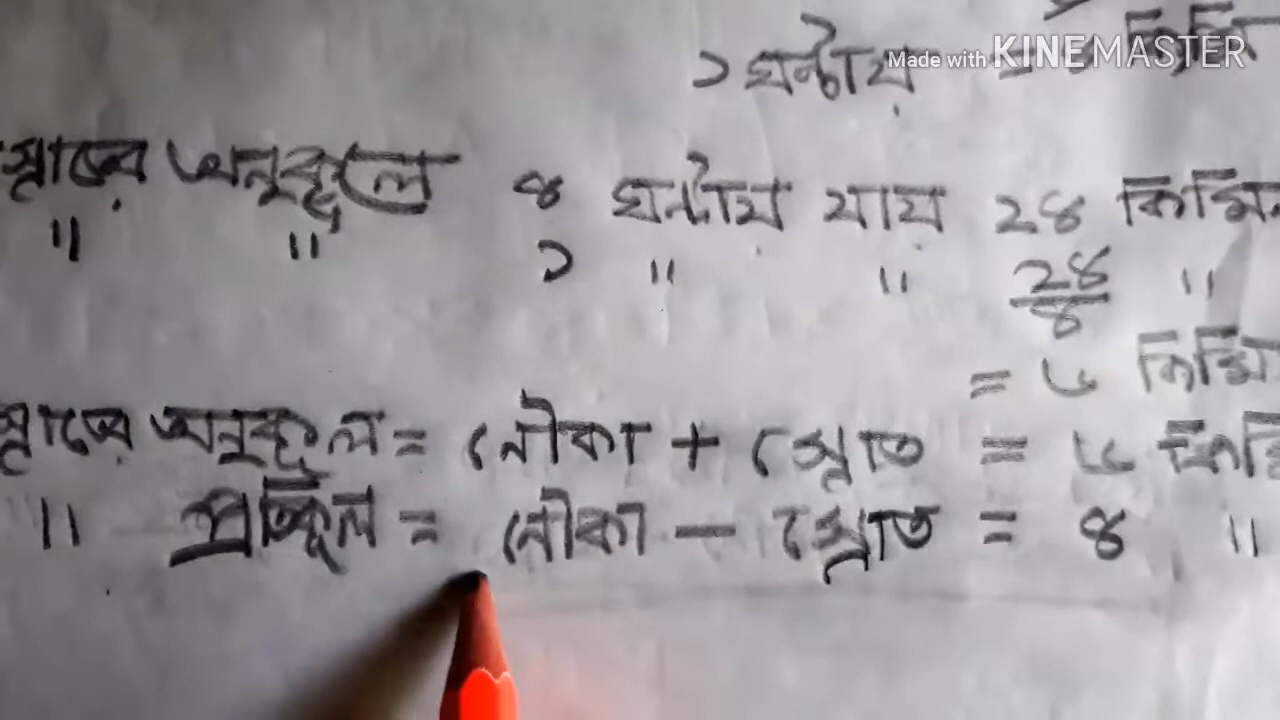 Made with KINEMASTER
১ ঘন্টায় = কিমি
স্রোতের অনুকূলে ৪ ঘন্টায় যায় ২৪ কিমি
" " ১ " " ২৪/৪ "
= ৬ কিমি
স্রোতের অনুকূল = নৌকা + স্রোত = ৬ কিমি
" প্রতিকূল = নৌকা - স্রোত = ৪ "